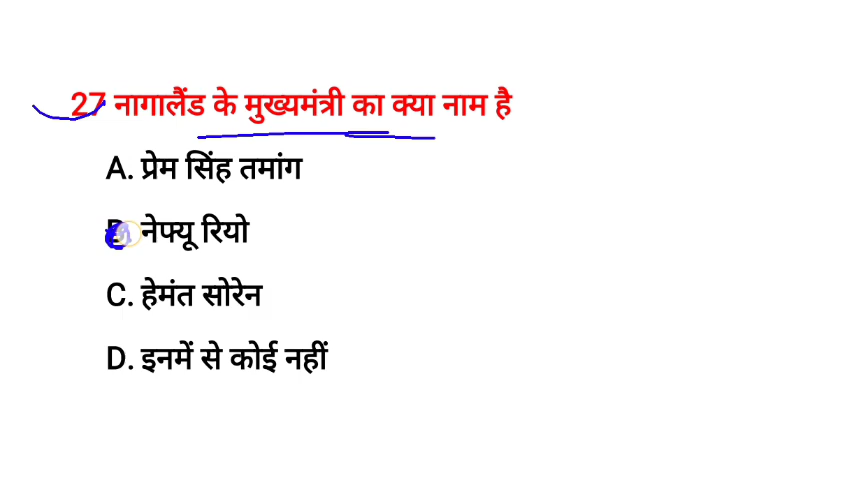 27 नागालैंड के मुख्यमंत्री का क्या नाम है
A. प्रेम सिंह तमांग
B. नेफ्यू रियो
C. हेमंत सोरेन
D. इनमें से कोई नहीं